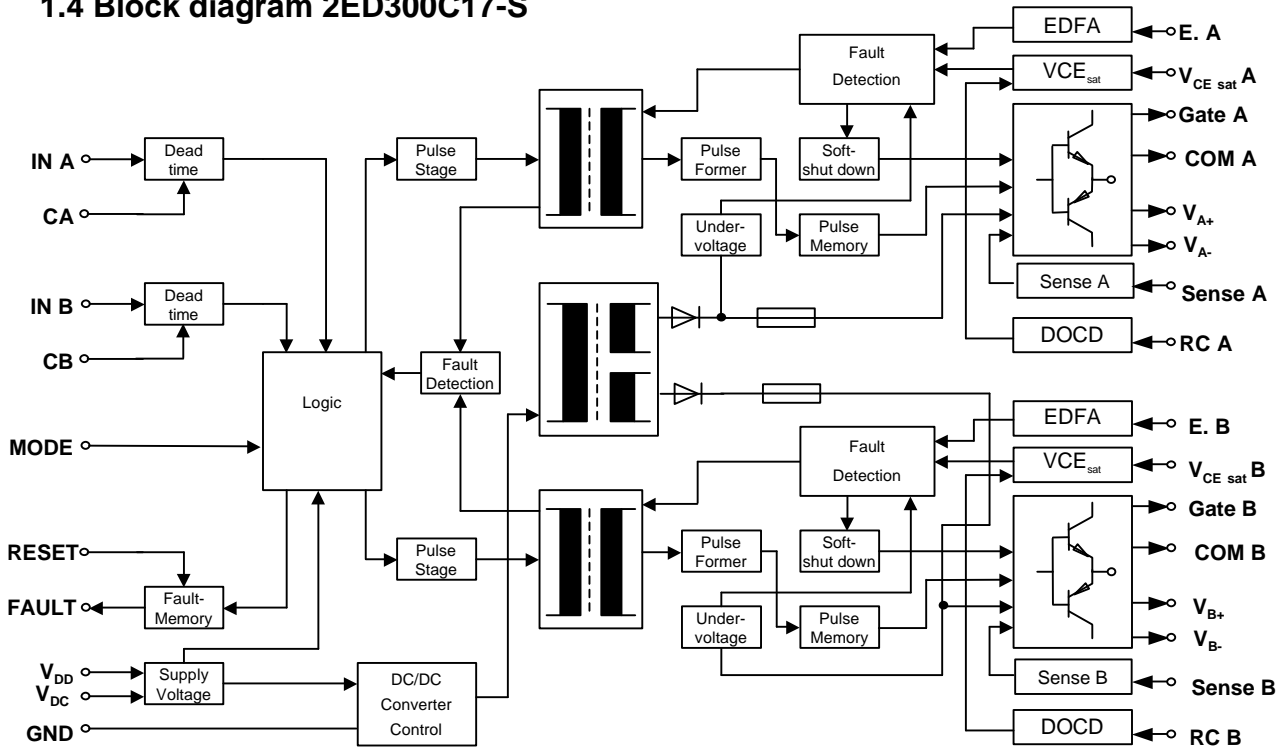 1.4 Block diagram 2ED300C17-S
EDFA
E. A
Fault
Detection
VCEsat
VCE sat A
Gate A
IN A
Dead
time
Pulse
Stage
Pulse
Former
Soft-
shut down
COM A
CA
Under-
voltage
Pulse
Memory
VA+
VA-
Sense A
Sense A
IN B
Dead
time
DOCD
RC A
CB
Logic
Fault
Detection
EDFA
E. B
MODE
Fault
Detection
VCEsat
VCE sat B
Gate B
RESET
Pulse
Stage
Pulse
Former
Soft-
shut down
COM B
FAULT
Fault-
Memory
Under-
voltage
Pulse
Memory
VB+
VB-
VDD
VDC
Supply
Voltage
DC/DC
Converter
Control
Sense B
Sense B
GND
DOCD
RC B